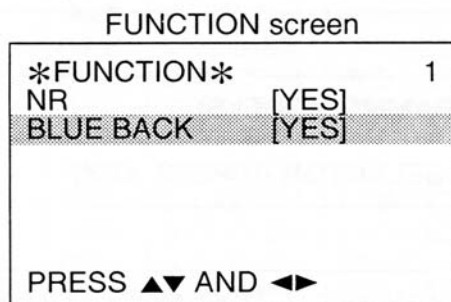 FUNCTION screen
✻FUNCTION✻ 1
NR [YES]
BLUE BACK [YES]
PRESS ▲▼ AND ◄►